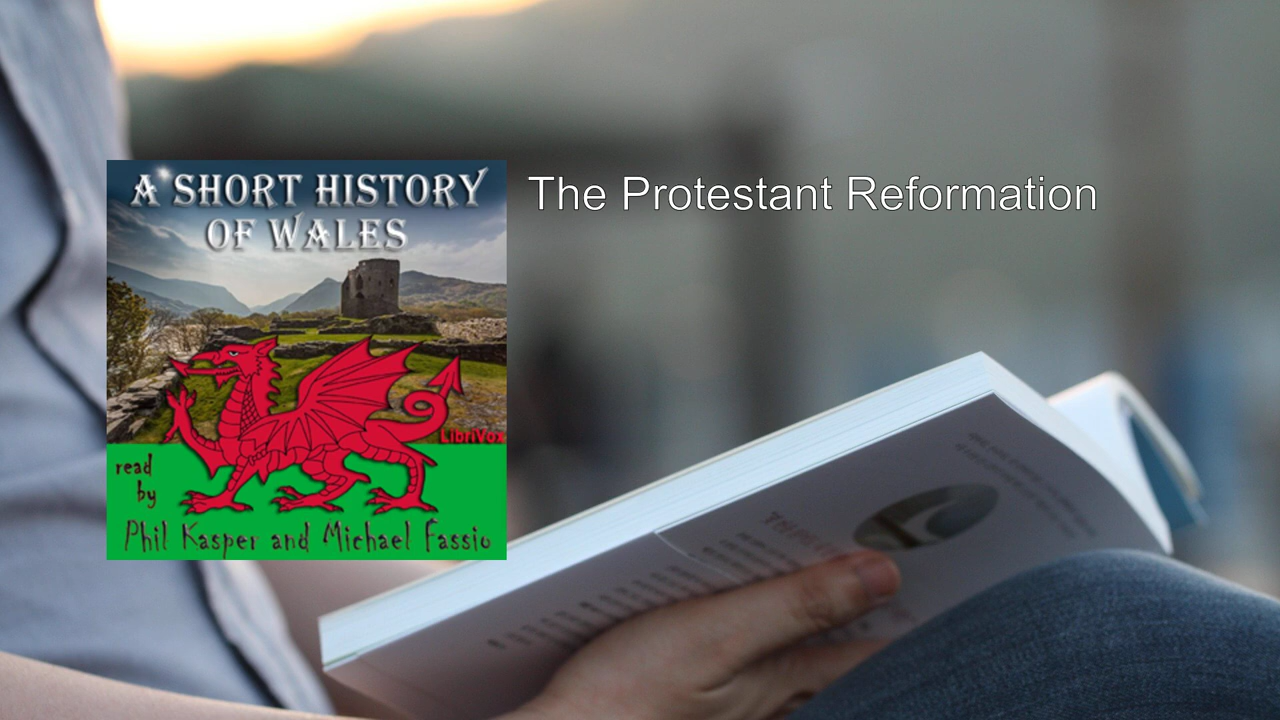 A SHORT HISTORY
OF WALES
LibriVox
read
by
Phil Kasper and Michael Fassio
The Protestant Reformation